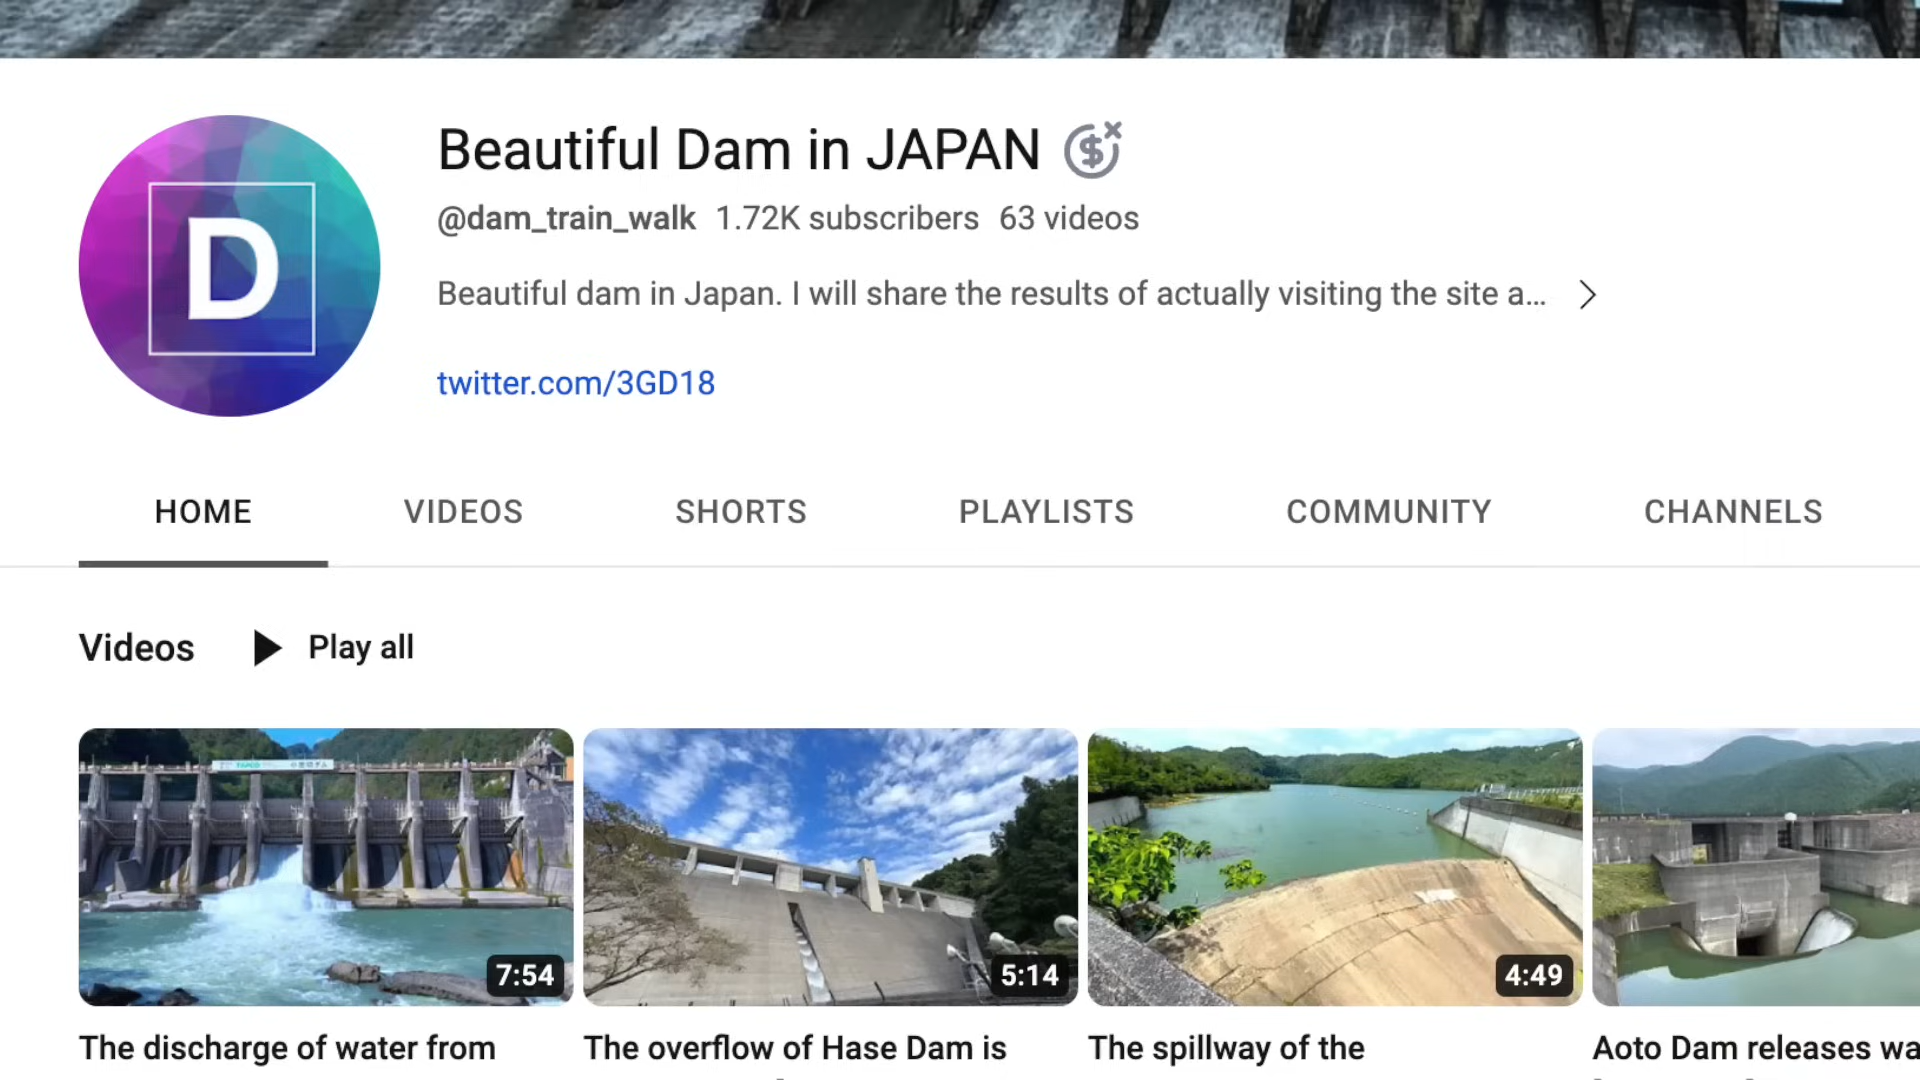 D
Beautiful Dam in JAPAN
@dam_train_walk 1.72K subscribers 63 videos
Beautiful dam in Japan. I will share the results of actually visiting the site a...
twitter.com/3GD18
HOME VIDEOS SHORTS PLAYLISTS COMMUNITY CHANNELS
Videos Play all
7:54 5:14 4:49
The discharge of water from The overflow of Hase Dam is The spillway of the Aoto Dam releases wa